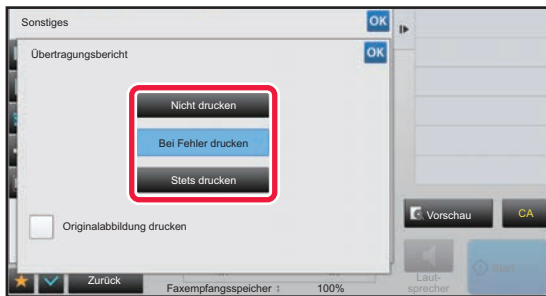 Sonstiges
OK
Übertragungsbericht
OK
Nicht drucken
Bei Fehler drucken
Stets drucken
Originalabbildung drucken
Vorschau
CA
Zurück
Faxempfangsspeicher : 100%
Laut-
sprecher
Start